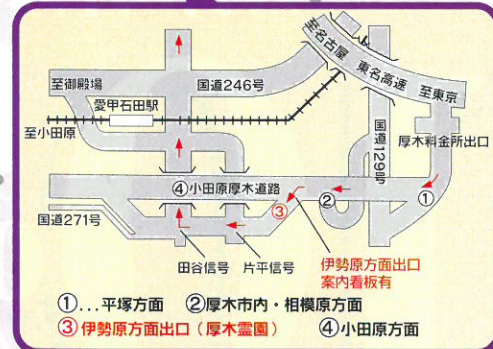 至名古屋
東名高速
至東京
至御殿場
国道246号
愛甲石田駅
至小田原
国道129号
厚木料金所出口
④小田原厚木道路
②
①
③
国道271号
田谷信号
片平信号
伊勢原方面出口
案内看板有
①...平塚方面 ②厚木市内・相模原方面
③伊勢原方面出口(厚木霊園) ④小田原方面